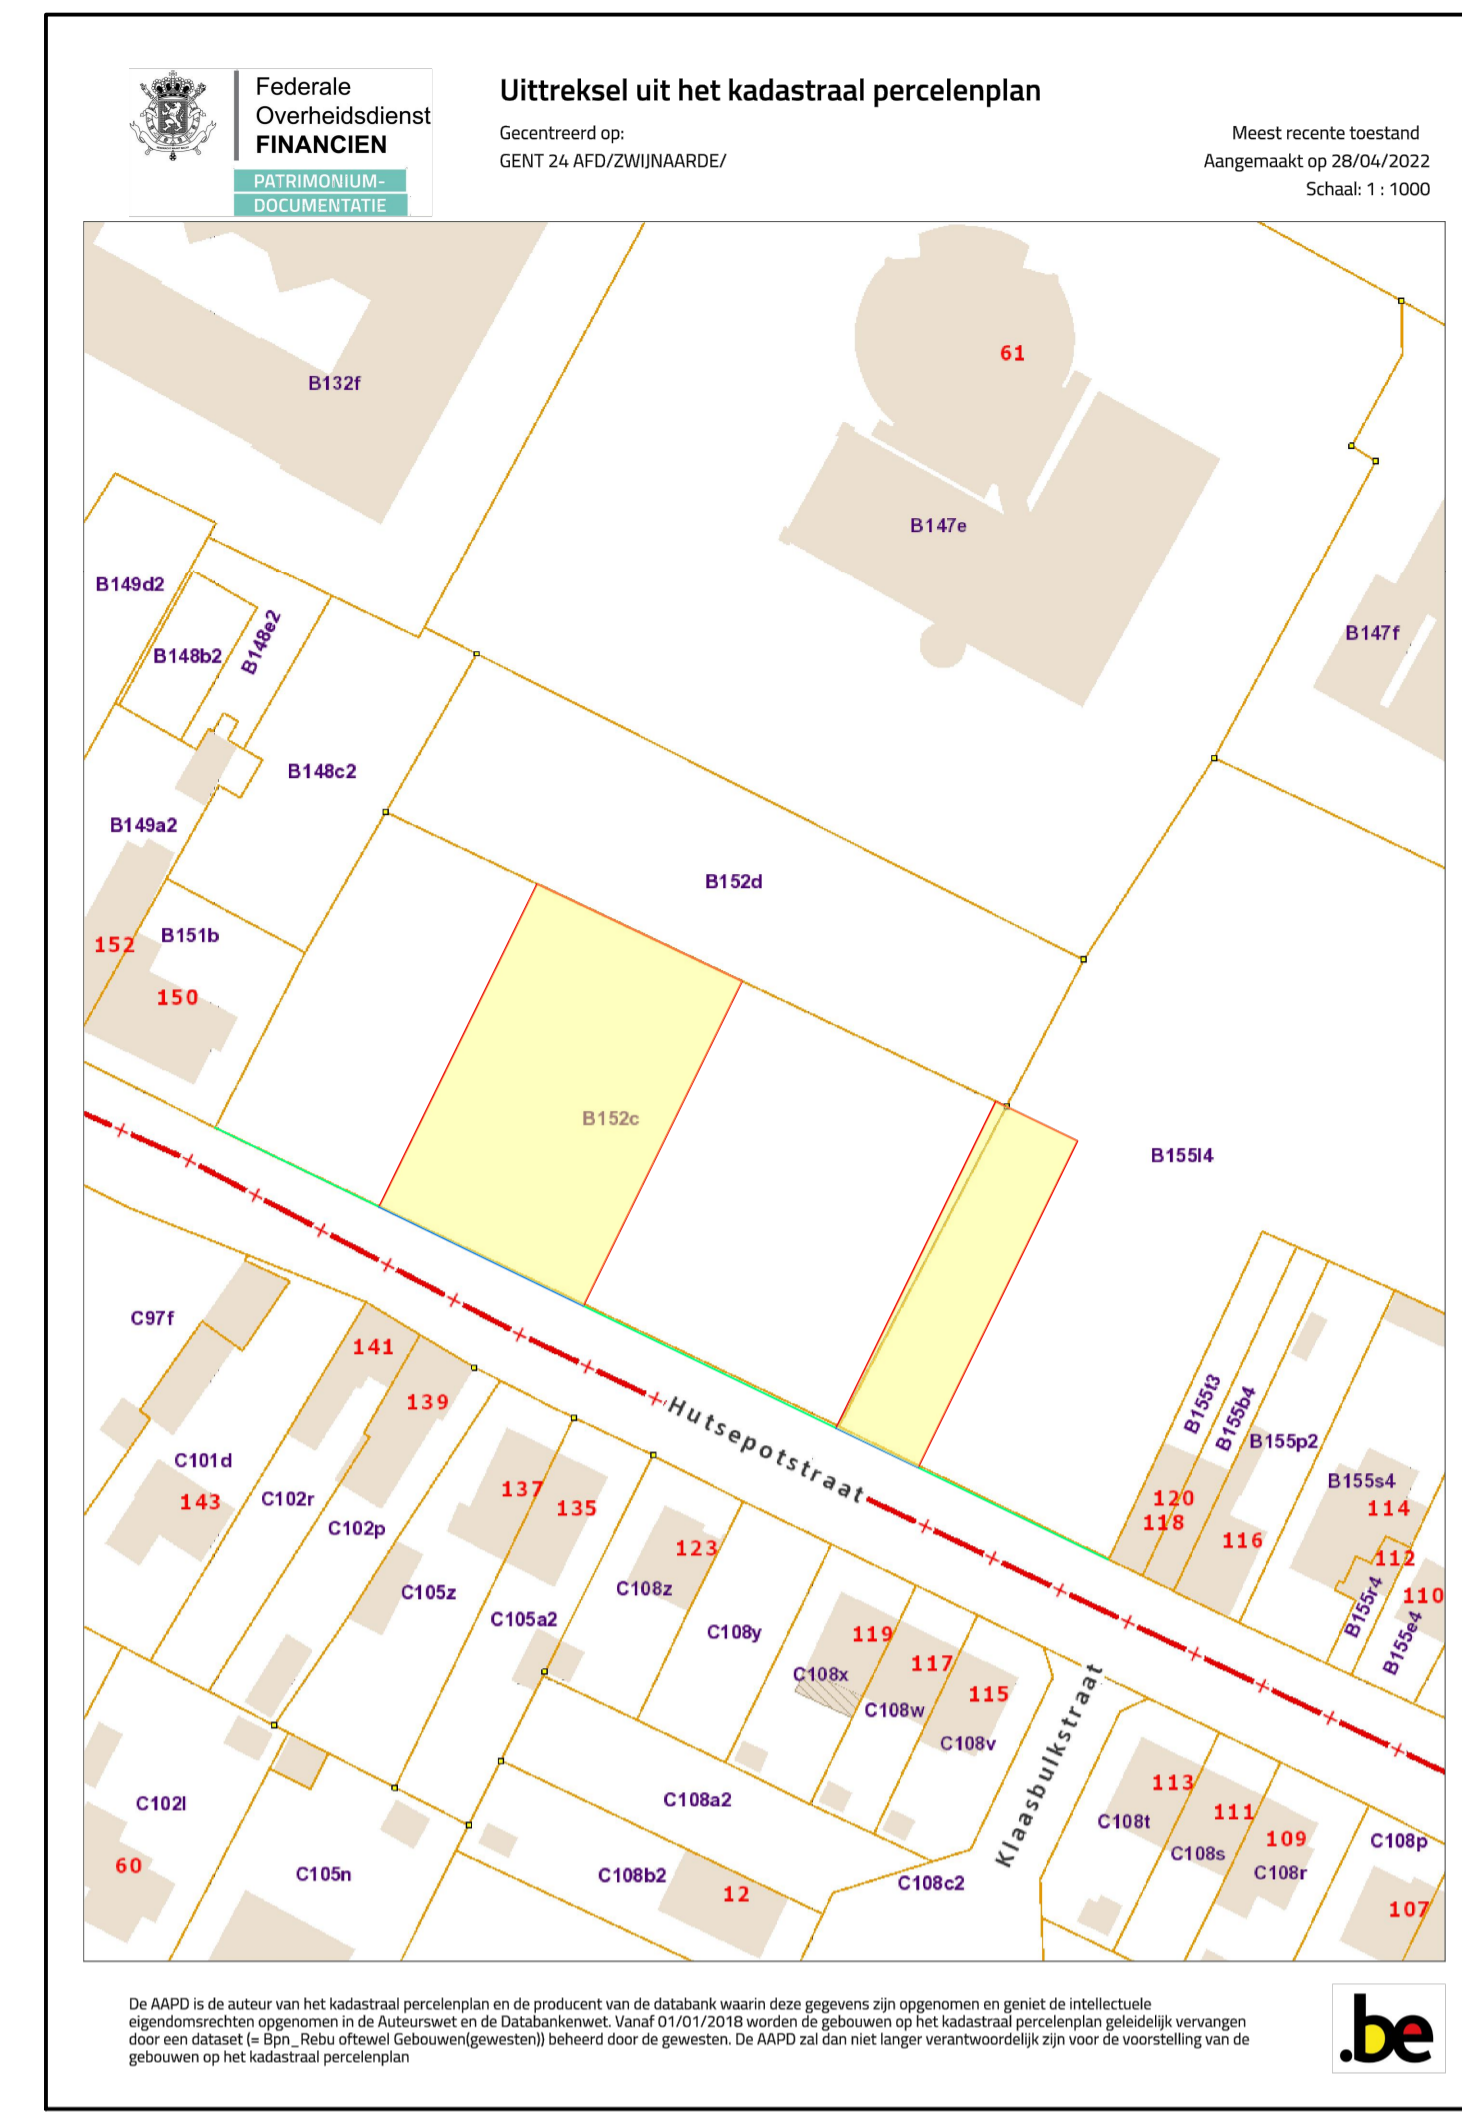 Federale
Overheidsdienst
FINANCIEN
PATRIMONIUM-
DOCUMENTATIE
Uittreksel uit het kadastraal percelenplan
Gecentreerd op:
GENT 24 AFD/ZWIJNAARDE/
Meest recente toestand
Aangemaakt op 28/04/2022
Schaal: 1 : 1000
61
B132f
B147e
B149d2
B148e2
B148b2
B147f
B148c2
B149a2
B152d
B151b
152
150
B152c
B155l4
C97f
141
139
B155t3
B155b4
B155p2
Hutsepotstraat
C101d
143
C102r
C102p
137
135
B155s4
114
120
118
116
112
110
B155r4
B155e4
123
C108z
C105z
C105a2
C108y
119
117
115
C108x
C108w
C108v
Klaasbulkstraat
113
111
109
C108t
C108s
C108r
C108p
107
C102l
60
C105n
C108a2
C108b2
12
C108c2
De AAPD is de auteur van het kadastraal percelenplan en de producent van de databank waarin deze gegevens zijn opgenomen en geniet de intellectuele
eigendomsrechten opgenomen in de Auteurswet en de Databankenwet. Vanaf 01/01/2018 worden de gebouwen op het kadastraal percelenplan geleidelijk vervangen
door een dataset (= Bpn_Rebu oftewel Gebouwen(gewesten)) beheerd door de gewesten. De AAPD zal dan niet langer verantwoordelijk zijn voor de voorstelling van de
gebouwen op het kadastraal percelenplan
.be